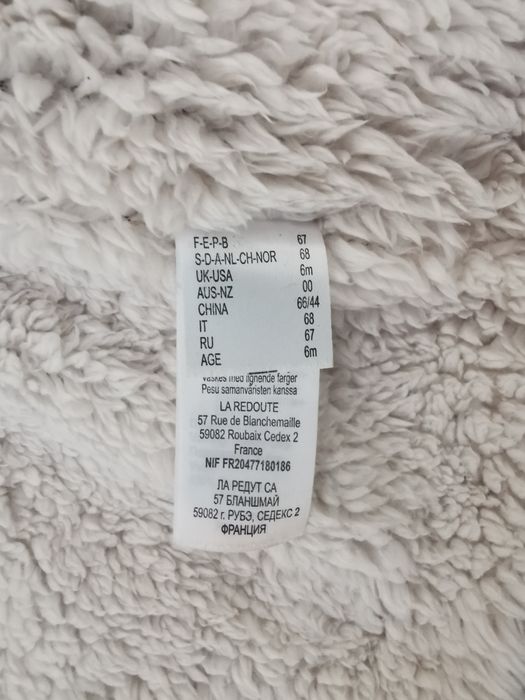 F-E-P-B 67
S-D-A-NL-CH-NOR 68
UK-USA 6m
AUS-NZ 00
CHINA 66/44
IT 68
RU 67
AGE 6m
vaskes med lignende farger
Pesu samanväristen kanssa
LA REDOUTE
57 Rue de Blanchemaille
59082 Roubaix Cedex 2
France
NIF FR20477180186
ЛА РЕДУТ СА
57 БЛАНШМАЙ
59082 г. РУБЭ, СЕДЕКС 2
ФРАНЦИЯ